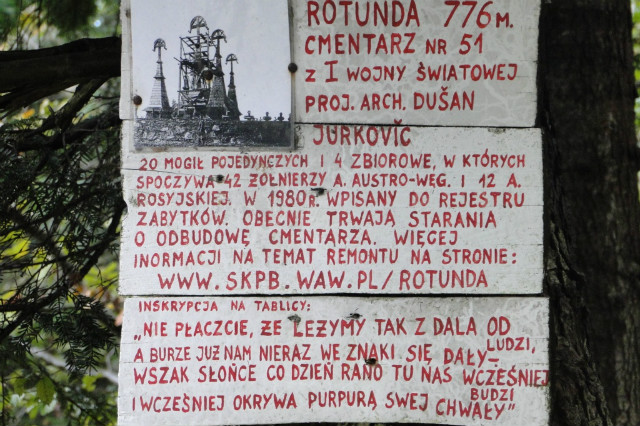 ROTUNDA 776 M.
CMENTARZ NR 51
Z I WOJNY ŚWIATOWEJ
PROJ. ARCH. DUŠAN
JURKOVIČ
20 MOGIŁ POJEDYNCZYCH I 4 ZBIOROWE, W KTÓRYCH
SPOCZYWA 42 ŻOŁNIERZY A. AUSTRO-WĘG. I 12 A.
ROSYJSKIEJ. W 1980 R. WPISANY DO REJESTRU
ZABYTKÓW. OBECNIE TRWAJĄ STARANIA
O ODBUDOWĘ CMENTARZA. WIĘCEJ
INORMACJI NA TEMAT REMONTU NA STRONIE:
WWW.SKPB.WAW.PL/ROTUNDA
INSKRYPCJA NA TABLICY:
„NIE PŁACZCIE, ŻE LEŻYMY TAK Z DALA OD LUDZI,
A BURZE JUŻ NAM NIERAZ WE ZNAKI SIĘ DAŁY–
WSZAK SŁOŃCE CO DZIEŃ RANO TU NAS WCZEŚNIEJ BUDZI
I WCZEŚNIEJ OKRYWA PURPURĄ SWEJ CHWAŁY"